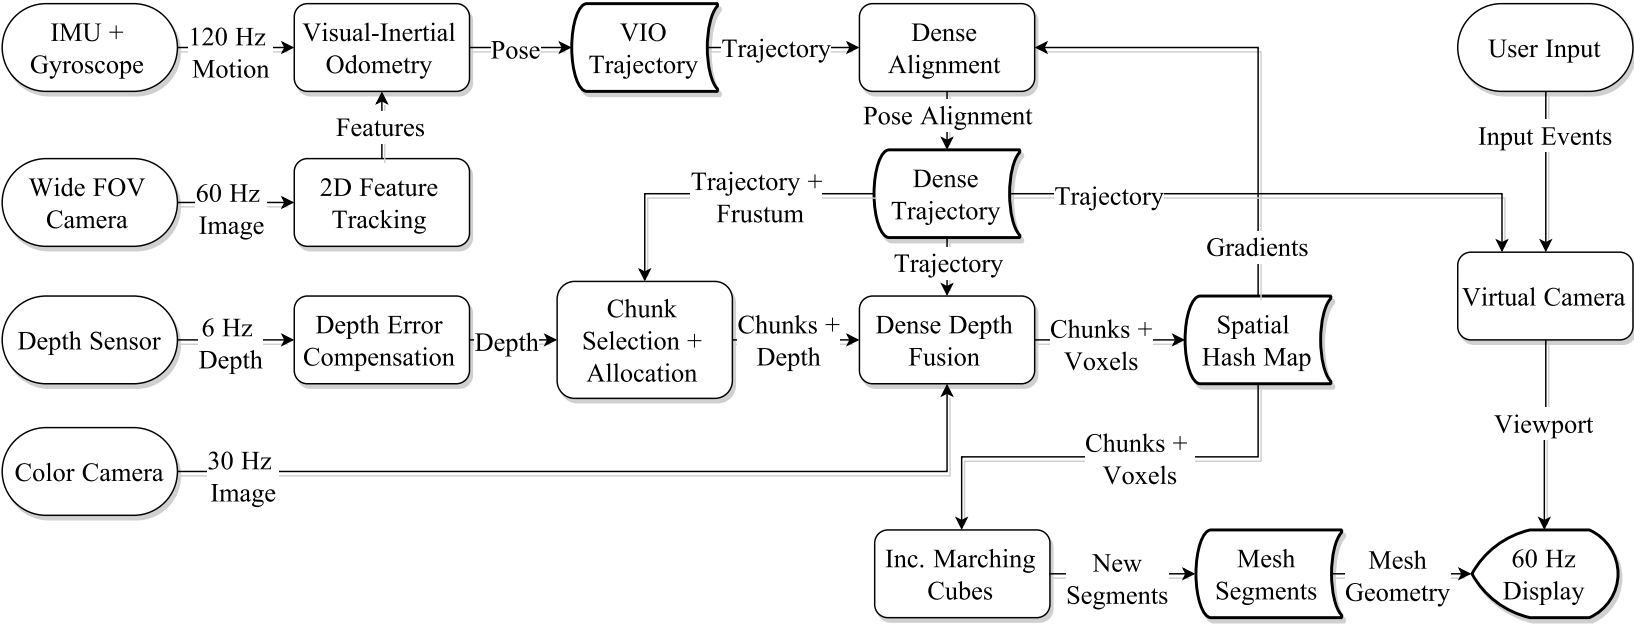 IMU +
Gyroscope
120 Hz
Motion
Visual-Inertial
Odometry
Pose
VIO
Trajectory
Trajectory
Dense
Alignment
User Input
Features
Pose Alignment
Input Events
Wide FOV
Camera
60 Hz
Image
2D Feature
Tracking
Trajectory +
Frustum
Dense
Trajectory
Trajectory
Gradients
Trajectory
Virtual Camera
Depth Sensor
6 Hz
Depth
Depth Error
Compensation
Depth
Chunk
Selection +
Allocation
Chunks +
Depth
Dense Depth
Fusion
Chunks +
Voxels
Spatial
Hash Map
Viewport
Color Camera
30 Hz
Image
Chunks +
Voxels
Inc. Marching
Cubes
New
Segments
Mesh
Segments
Mesh
Geometry
60 Hz
Display